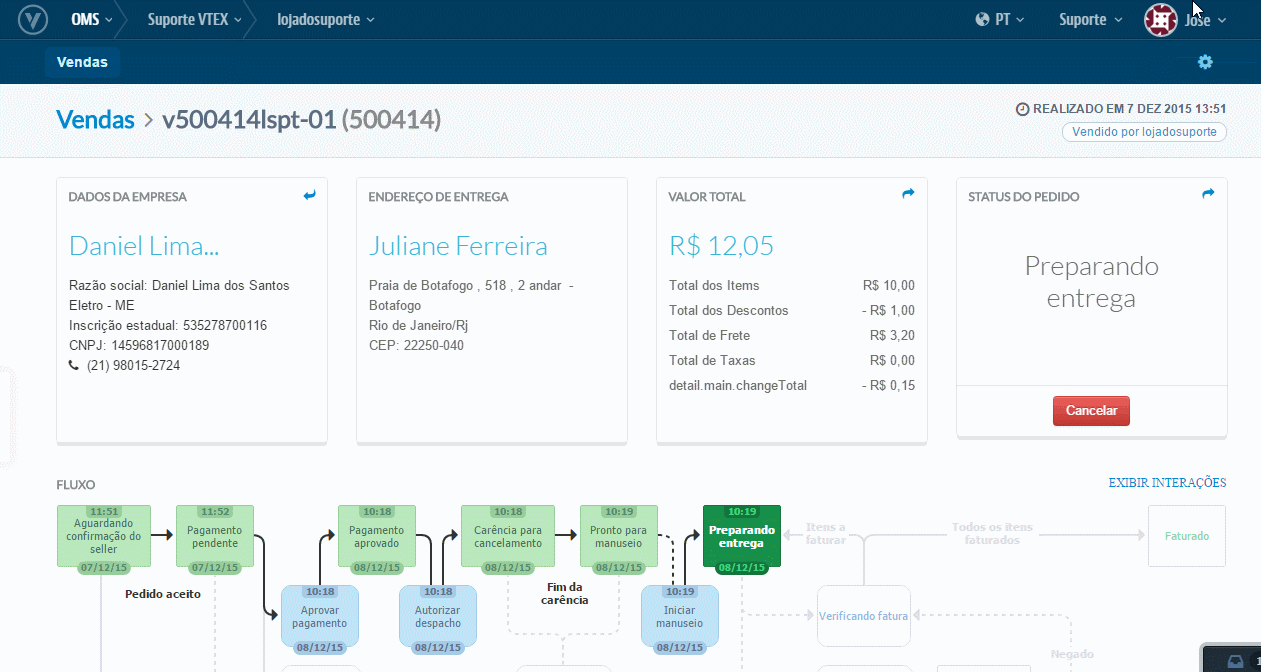 OMS
Suporte VTEX
lojadosuporte
PT
Suporte
Jose
Vendas
Vendas > v500414lspt-01 (500414)
REALIZADO EM 7 DEZ 2015 13:51
Vendido por lojadosuporte
DADOS DA EMPRESA
Daniel Lima...
Razão social: Daniel Lima dos Santos
Eletro - ME
Inscrição estadual: 535278700116
CNPJ: 14596817000189
(21) 98015-2724
ENDEREÇO DE ENTREGA
Juliane Ferreira
Praia de Botafogo , 518 , 2 andar -
Botafogo
Rio de Janeiro/Rj
CEP: 22250-040
VALOR TOTAL
R$ 12,05
Total dos Items R$ 10,00
Total dos Descontos - R$ 1,00
Total de Frete R$ 3,20
Total de Taxas R$ 0,00
detail.main.changeTotal - R$ 0,15
STATUS DO PEDIDO
Preparando
entrega
Cancelar
FLUXO
EXIBIR INTERAÇÕES
11:51
Aguardando
confirmação do
seller
07/12/15
11:52
Pagamento
pendente
07/12/15
10:18
Pagamento
aprovado
08/12/15
10:18
Carência para
cancelamento
08/12/15
10:19
Pronto para
manuseio
08/12/15
10:19
Preparando
entrega
08/12/15
Itens a
faturar
Todos os itens
faturados
Faturado
Pedido aceito
10:18
Aprovar
pagamento
08/12/15
10:18
Autorizar
despacho
08/12/15
Fim da
carência
10:19
Iniciar
manuseio
08/12/15
Verificando fatura
Negado